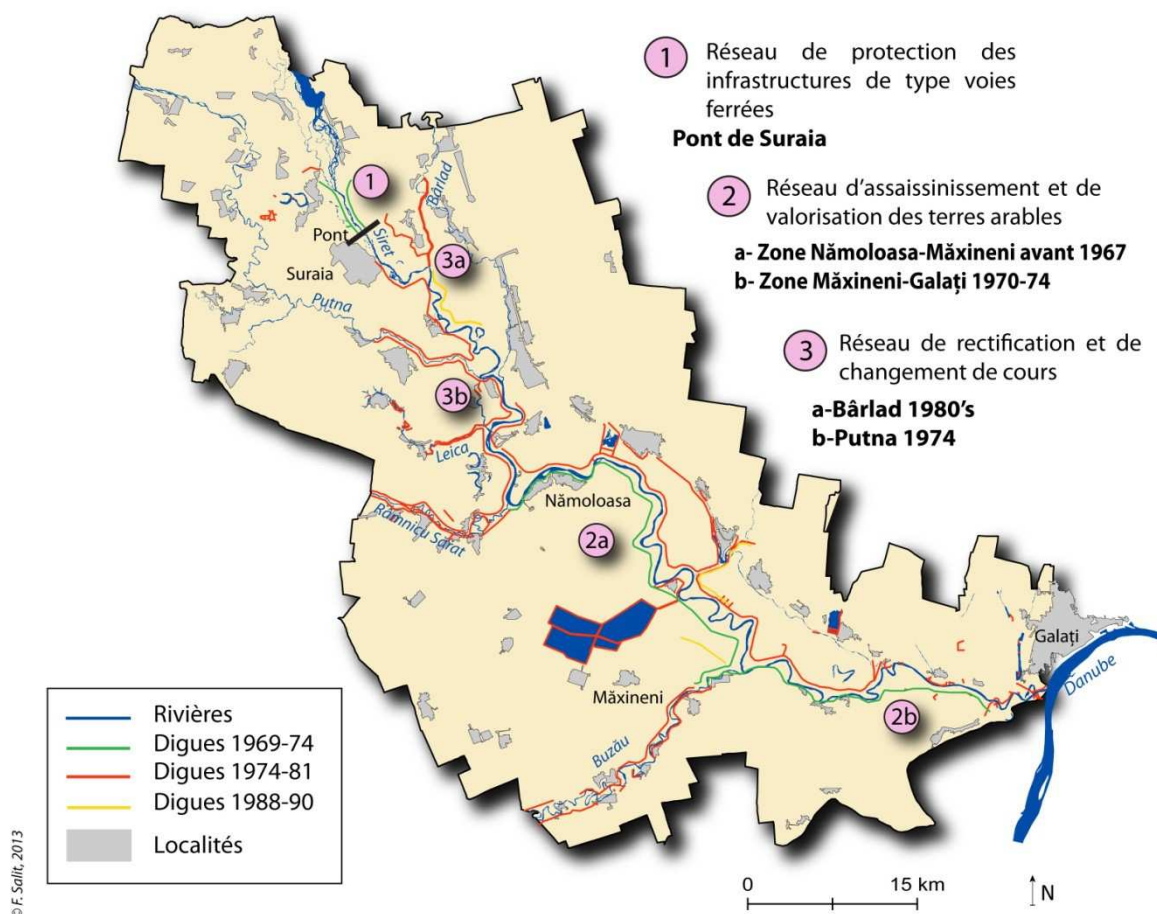 1 Réseau de protection des
infrastructures de type voies
ferrées
Pont de Suraia
2 Réseau d'assaissinissement et de
valorisation des terres arables
a- Zone Nămoloasa-Măxineni avant 1967
b- Zone Măxineni-Galați 1970-74
3 Réseau de rectification et de
changement de cours
a-Bârlad 1980's
b-Putna 1974
1
Bârlad
Pont
Siret
3a
Suraia
Putna
3b
Leica
Nămoloasa
Râmnicu Sarat
2a
Galați
Danube
Măxineni
2b
Buzău
Rivières
Digues 1969-74
Digues 1974-81
Digues 1988-90
Localités
0 15 km
N
© F. Salit, 2013